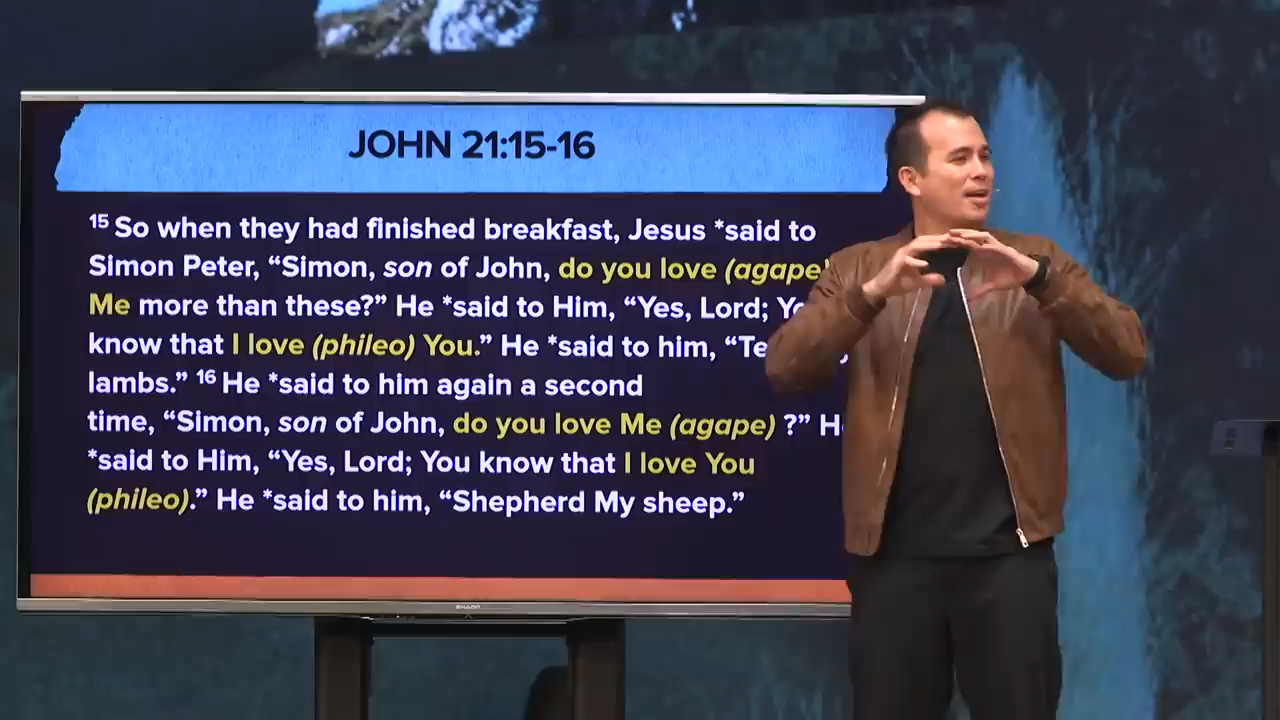 JOHN 21:15-16
15 So when they had finished breakfast, Jesus *said to
Simon Peter, “Simon, son of John, do you love (agape)
Me more than these?” He *said to Him, “Yes, Lord;
know that I love (phileo) You.” He *said to him,
lambs.” 16 He *said to him again a second
time, “Simon, son of John, do you love Me (agape) ?”
*said to Him, “Yes, Lord; You know that I love You
(phileo).” He *said to him, “Shepherd My sheep.”
SHARP